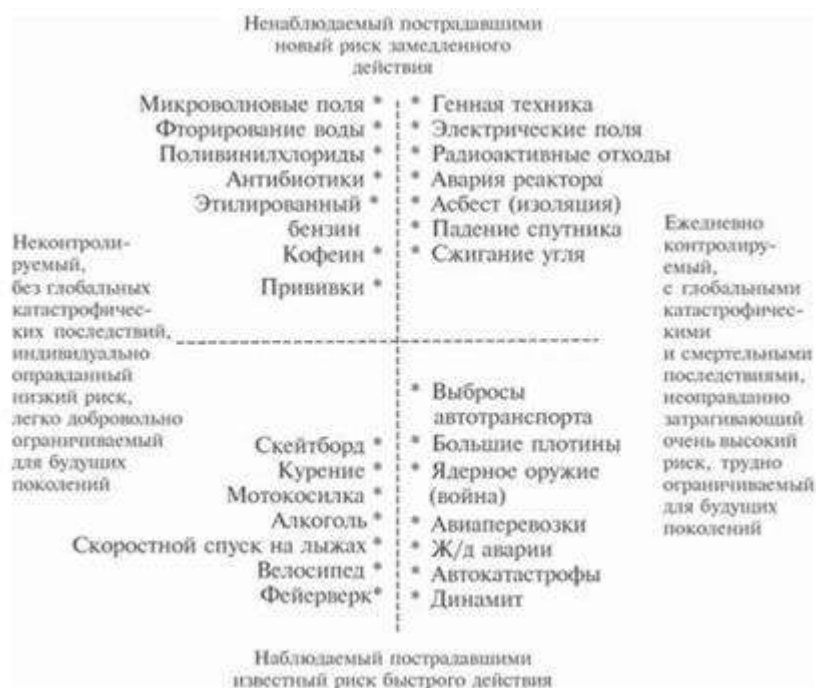 Ненаблюдаемый пострадавшими
новый риск замедленного
действия
Микроволновые поля *
Фторирование воды *
Поливинилхлориды *
Антибиотики *
Этилированный *
бензин
Кофеин *
Прививки *
* Генная техника
* Электрические поля
* Радиоактивные отходы
* Авария реактора
* Асбест (изоляция)
* Падение спутника
* Сжигание угля
Неконтроли-
руемый,
без глобальных
катастрофичес-
ких последствий,
индивидуально
оправданный
низкий риск,
легко добровольно
ограничиваемый
для будущих
поколений
Ежедневно
контролиру-
емый,
с глобальными
катастрофичес-
кими
и смертельными
последствиями,
неоправданно
затрагивающий
очень высокий
риск, трудно
ограничиваемый
для будущих
поколений
Скейтборд *
Курение *
Мотокосилка *
Алкоголь *
Скоростной спуск на лыжах *
Велосипед *
Фейерверк*
* Выбросы
автотранспорта
* Большие плотины
* Ядерное оружие
(война)
* Авиаперевозки
* Ж/д аварии
* Автокатастрофы
* Динамит
Наблюдаемый пострадавшими
известный риск быстрого действия